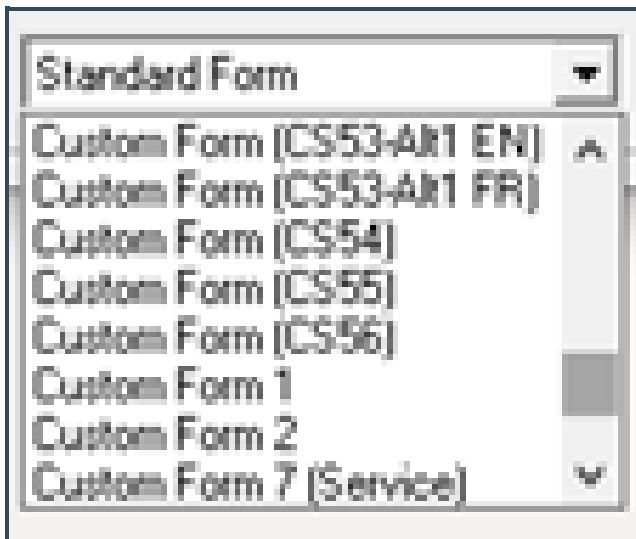 Standard Form
Custom Form (CS53-Alt1 EN)
Custom Form (CS53-Alt1 FR)
Custom Form (CS54)
Custom Form (CS55)
Custom Form (CS56)
Custom Form 1
Custom Form 2
Custom Form 7 (Service)